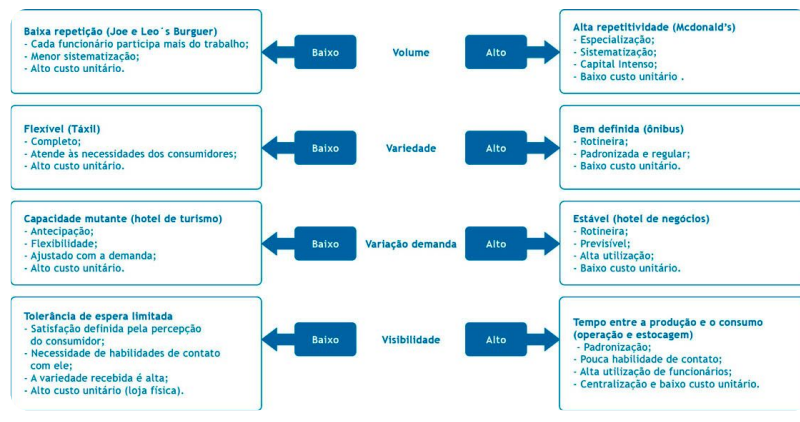 Baixa repetição (Joe e Leo´s Burguer)
- Cada funcionário participa mais do trabalho;
- Menor sistematização;
- Alto custo unitário.
Baixo
Volume
Alto
Alta repetitividade (Mcdonald’s)
- Especialização;
- Sistematização;
- Capital Intenso;
- Baixo custo unitário .
Flexível (Táxil)
- Completo;
- Atende às necessidades dos consumidores;
- Alto custo unitário.
Baixo
Variedade
Alto
Bem definida (ônibus)
- Rotineira;
- Padronizada e regular;
- Baixo custo unitário.
Capacidade mutante (hotel de turismo)
- Antecipação;
- Flexibilidade;
- Ajustado com a demanda;
- Alto custo unitário.
Baixo
Variação demanda
Alto
Estável (hotel de negócios)
- Rotineira;
- Previsível;
- Alta utilização;
- Baixo custo unitário.
Tolerância de espera limitada
- Satisfação definida pela percepção
do consumidor;
- Necessidade de habilidades de contato
com ele;
- A variedade recebida é alta;
- Alto custo unitário (loja física).
Baixo
Visibilidade
Alto
Tempo entre a produção e o consumo
(operação e estocagem)
- Padronização;
- Pouca habilidade de contato;
- Alta utilização de funcionários;
- Centralização e baixo custo unitário.